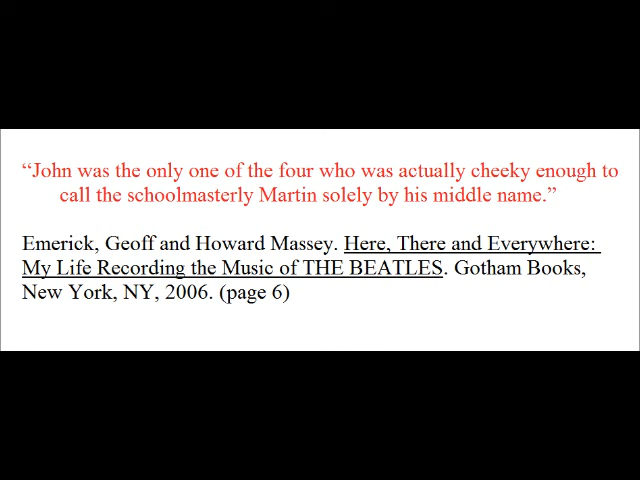 “John was the only one of the four who was actually cheeky enough to
call the schoolmasterly Martin solely by his middle name.”
Emerick, Geoff and Howard Massey. Here, There and Everywhere:
My Life Recording the Music of THE BEATLES. Gotham Books,
New York, NY, 2006. (page 6)